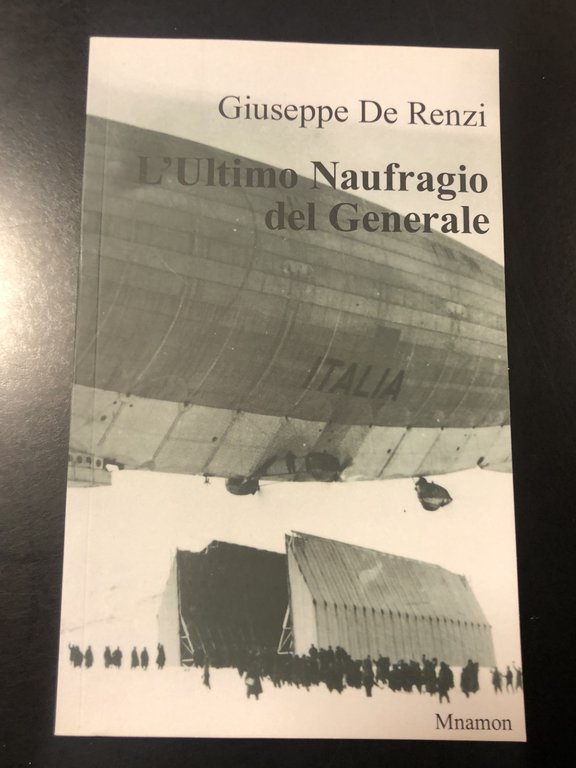 Giuseppe De Renzi
L'Ultimo Naufragio
del Generale
ITALIA
Mnamon